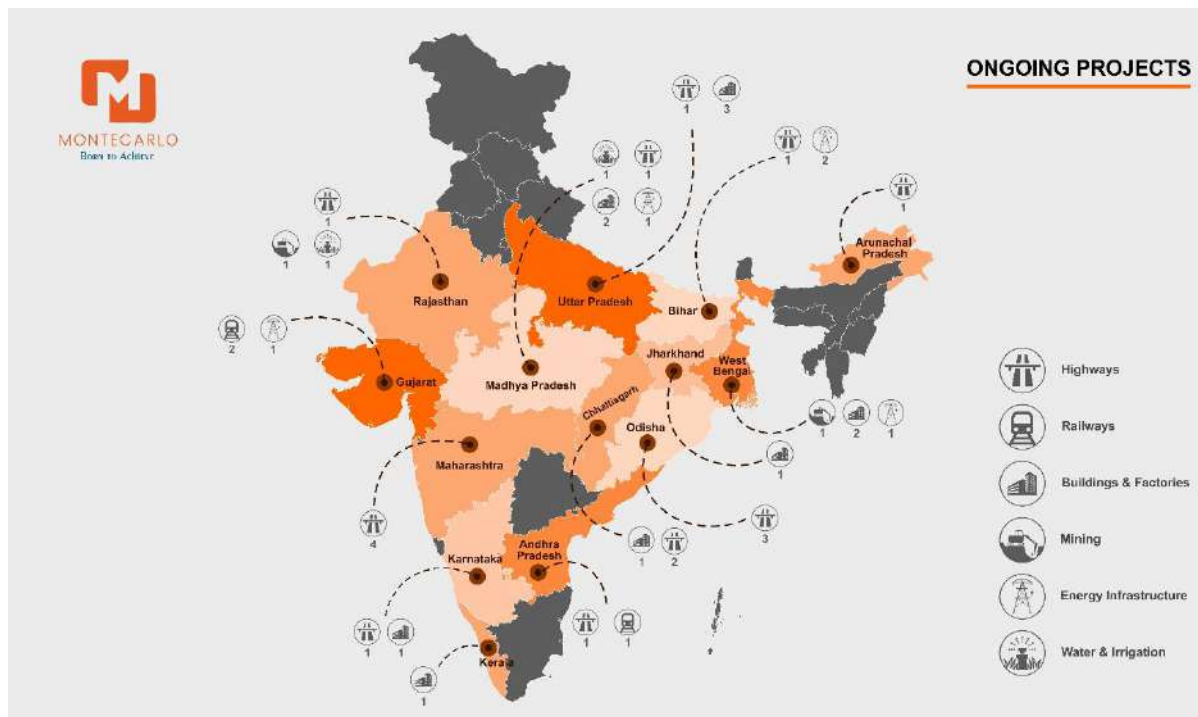 ONGOING PROJECTS
MONTECARLO
Born to Achieve
1 3
1 2
1 1
2 1
1
1
1 1
Arunachal
Pradesh
Rajasthan
Uttar Pradesh
Bihar
2 1
Gujarat
Madhya Pradesh
Jharkhand
West
Bengal
Chhattisgarh
Odisha
Maharashtra
1 2 1
1
4
3
1 2
Karnataka
Andhra
Pradesh
1 1
1 1
Kerala
1
Highways
Railways
Buildings & Factories
Mining
Energy Infrastructure
Water & Irrigation